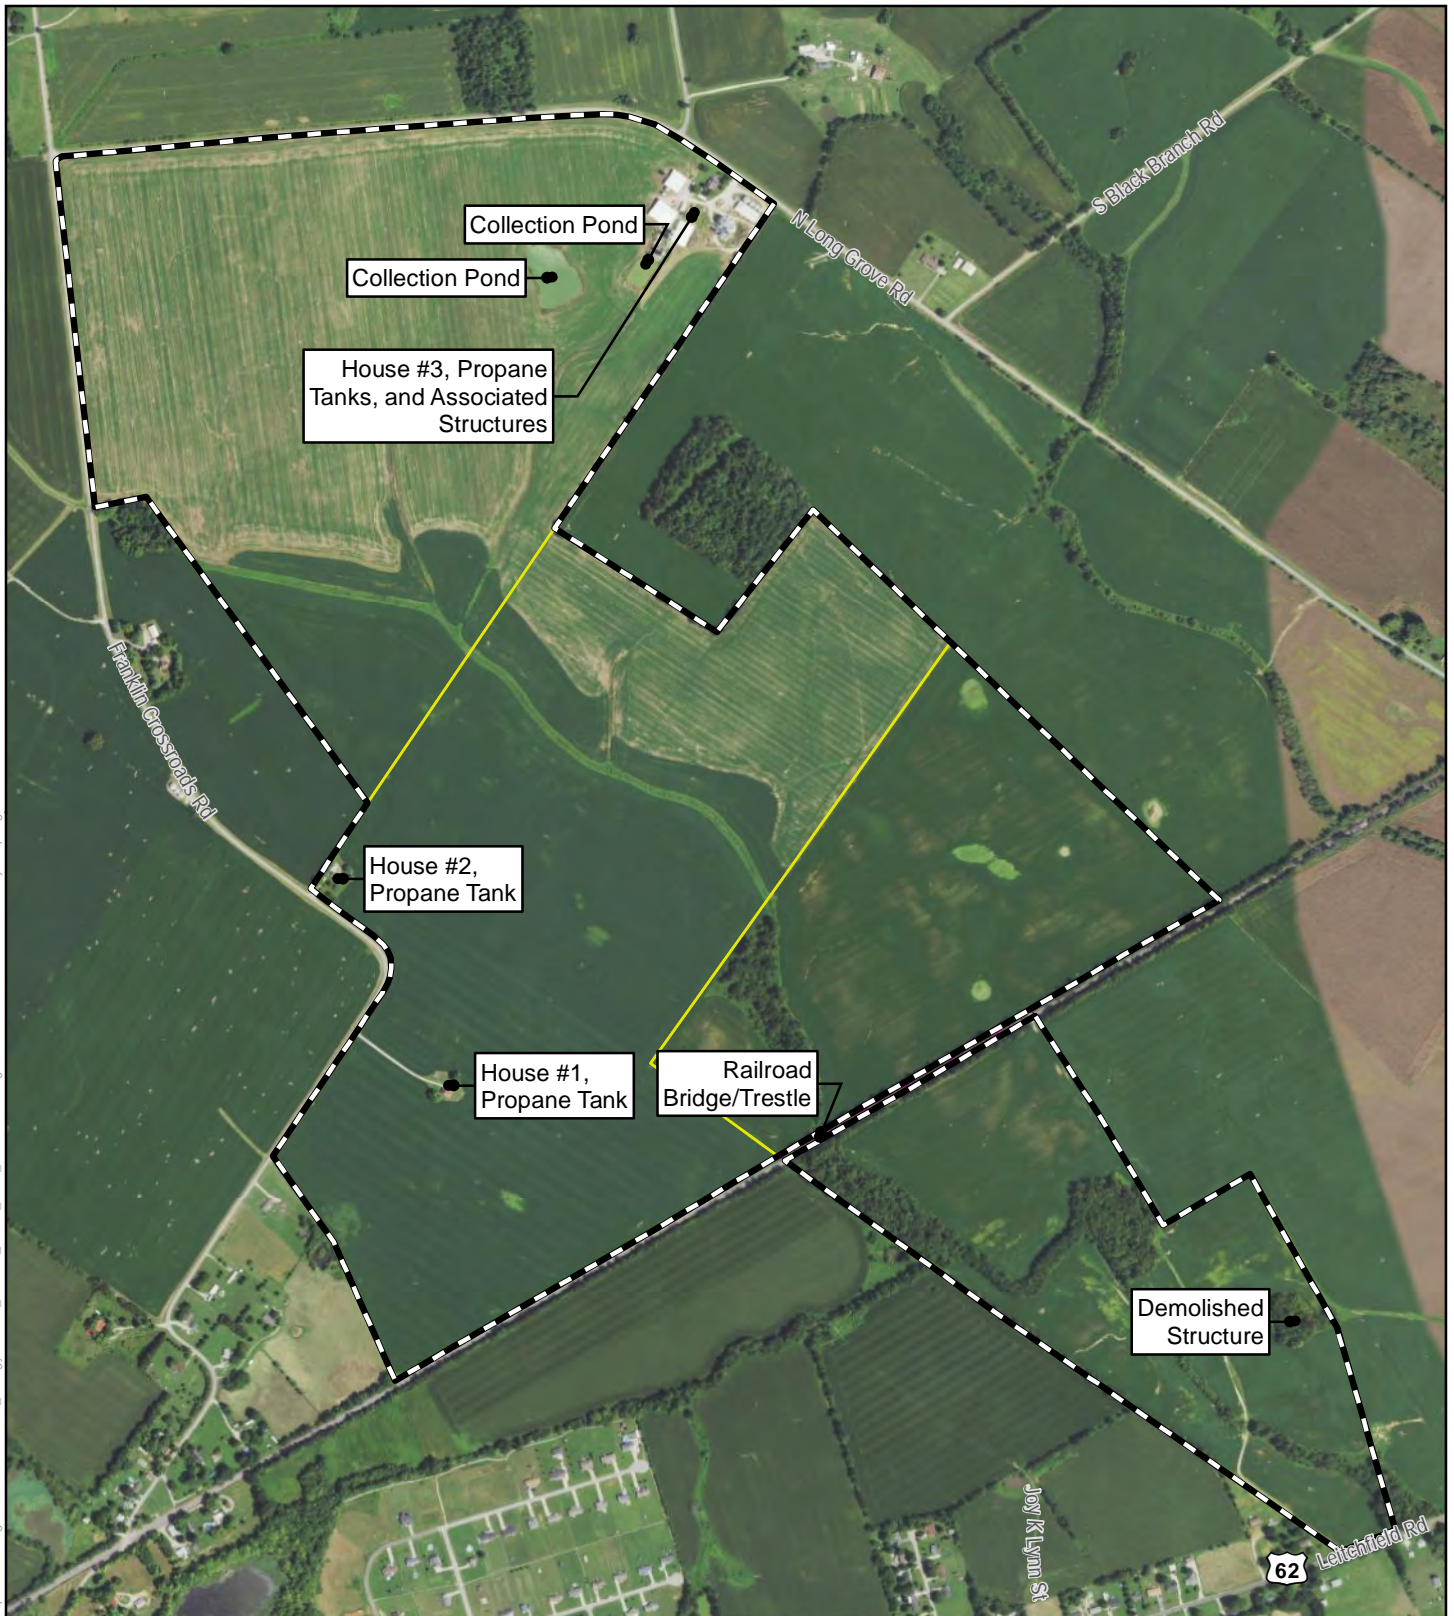 S Black Branch Rd
Collection Pond
N Long Grove Rd
Collection Pond
House #3, Propane
Tanks, and Associated
Structures
Franklin Crossroads Rd
House #2,
Propane Tank
House #1,
Propane Tank
Railroad
Bridge/Trestle
Demolished
Structure
Joy K Lynn St
Leitchfield Rd
62